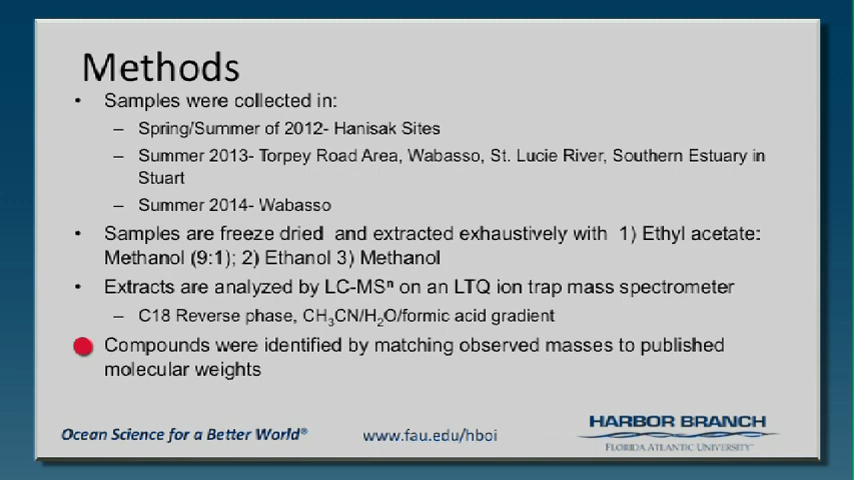 Methods
• Samples were collected in:
– Spring/Summer of 2012- Hanisak Sites
– Summer 2013- Torpey Road Area, Wabasso, St. Lucie River, Southern Estuary in
Stuart
– Summer 2014- Wabasso
• Samples are freeze dried and extracted exhaustively with 1) Ethyl acetate:
Methanol (9:1); 2) Ethanol 3) Methanol
• Extracts are analyzed by LC-MSⁿ on an LTQ ion trap mass spectrometer
– C18 Reverse phase, CH₃CN/H₂O/formic acid gradient
Compounds were identified by matching observed masses to published
molecular weights
Ocean Science for a Better World®
www.fau.edu/hboi
HARBOR BRANCH
FLORIDA ATLANTIC UNIVERSITY™